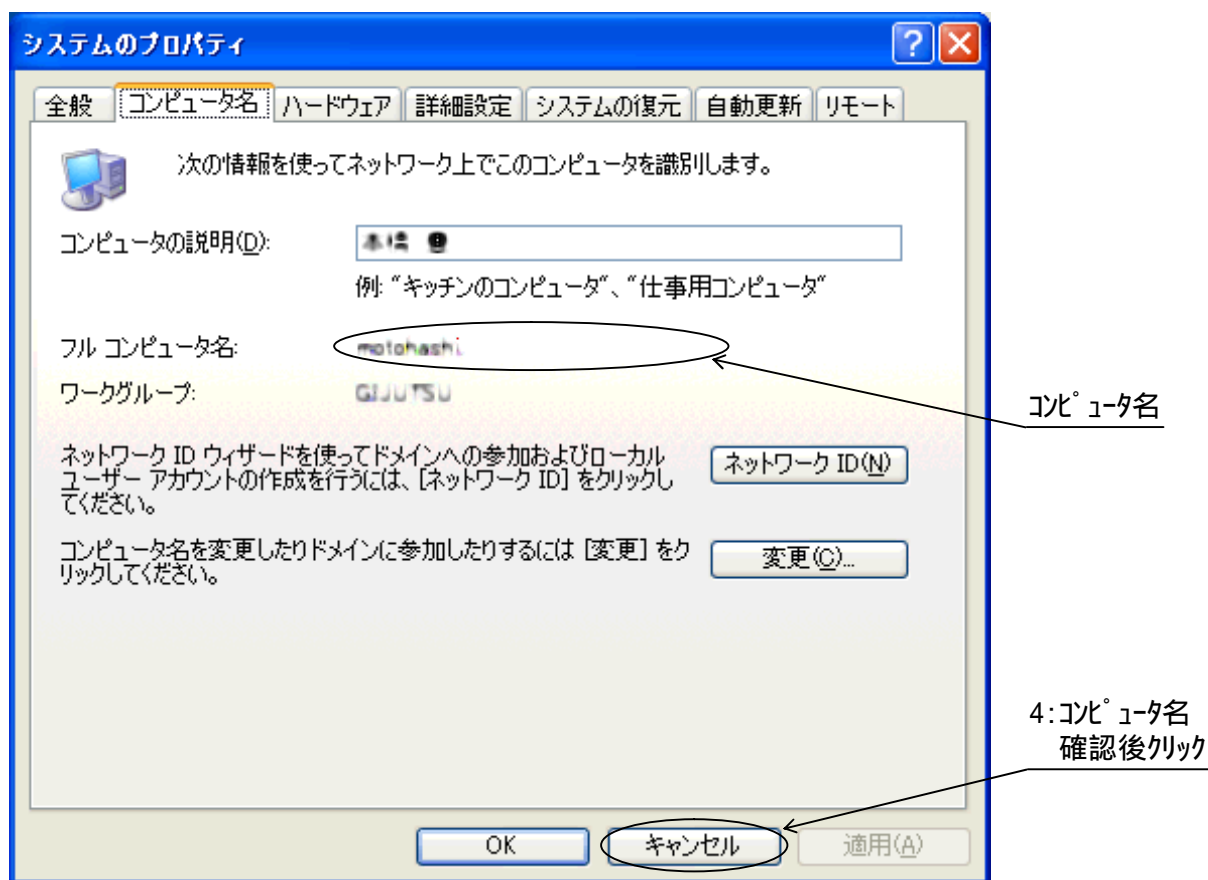 システムのプロパティ
全般 コンピュータ名 ハードウェア 詳細設定 システムの復元 自動更新 リモート
次の情報を使ってネットワーク上でこのコンピュータを識別します。
コンピュータの説明(D):
例: "キッチンのコンピュータ"、"仕事用コンピュータ"
フル コンピュータ名: motohashi.
ワークグループ: GIJUTSU
コンピュータ名
ネットワーク ID ウィザードを使ってドメインへの参加およびローカル
ユーザー アカウントの作成を行うには、[ネットワーク ID] をクリックし
てください。
ネットワーク ID(N)
コンピュータ名を変更したりドメインに参加したりするには [変更] をク
リックしてください。
変更(C)...
4:コンピュータ名
確認後クリック
OK キャンセル 適用(A)